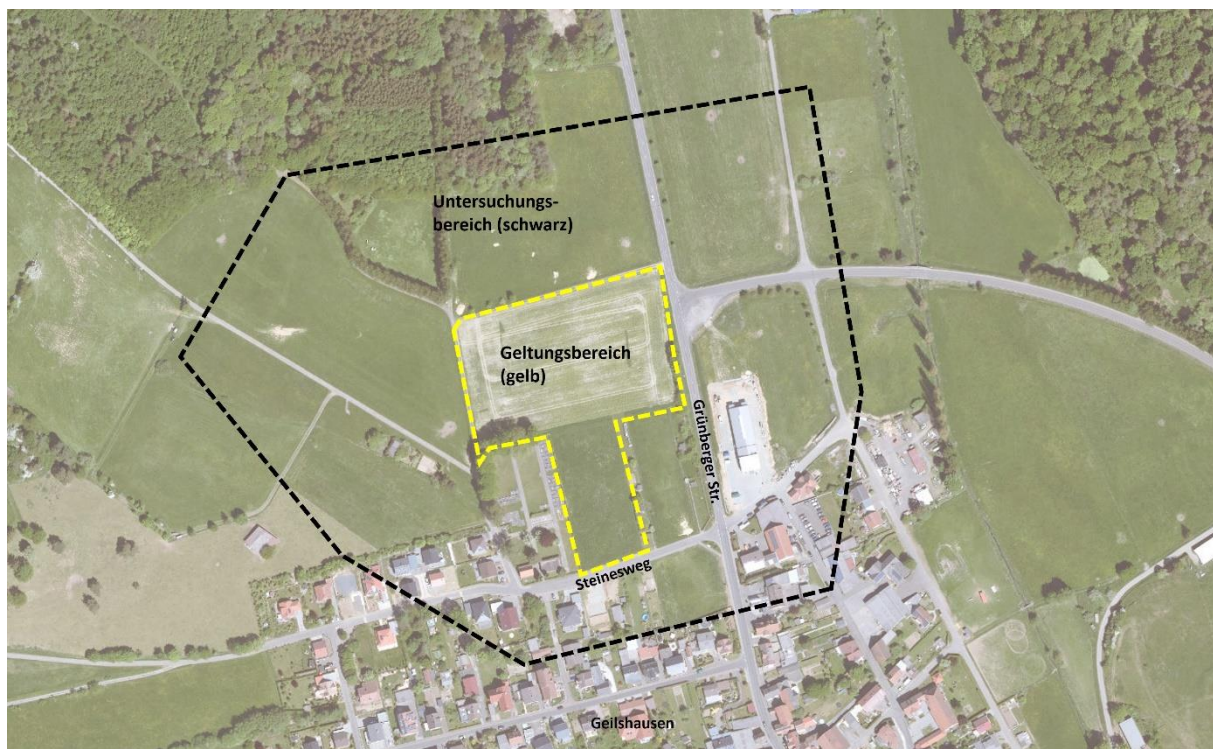 Untersuchungs-
bereich (schwarz)
Geltungsbereich
(gelb)
Grünberger Str.
Steinesweg
Geilshausen